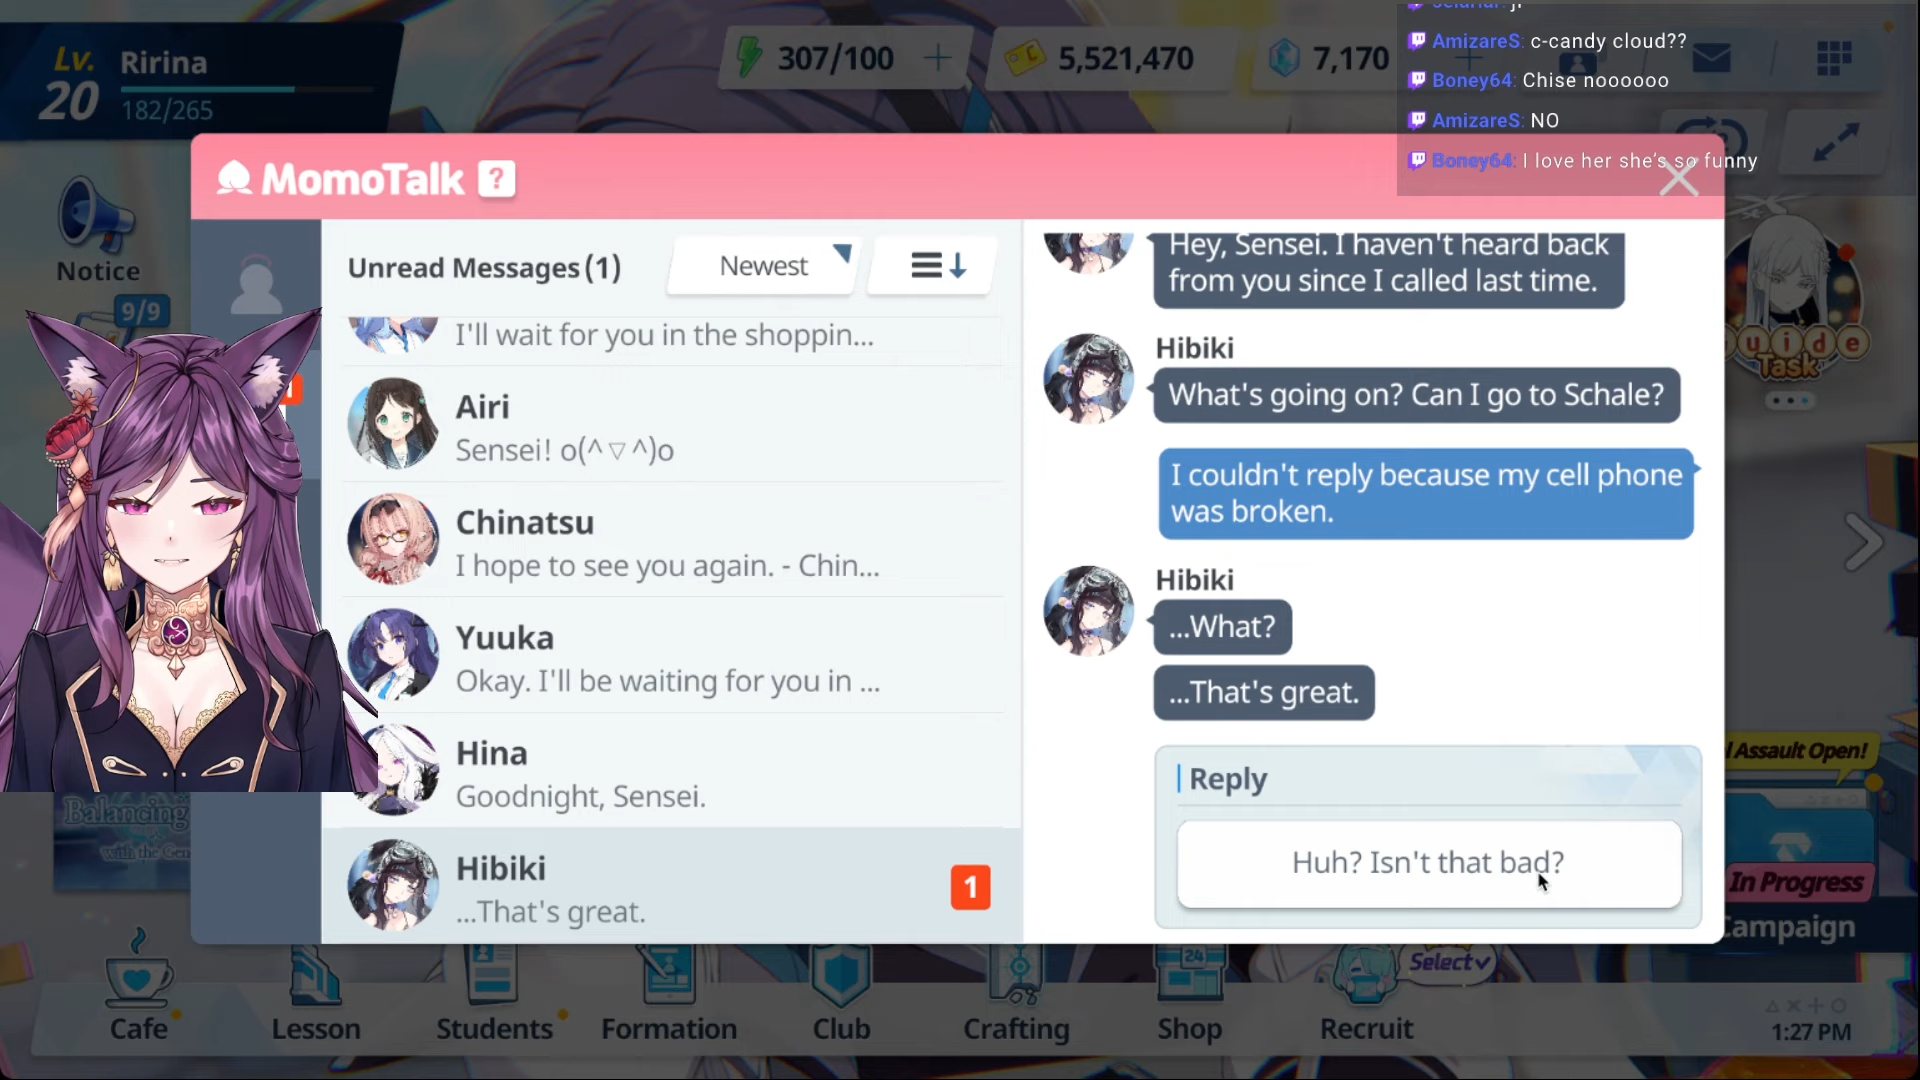 Lv.
20
Ririna
182/265
307/100
5,521,470
7,170
AmizareS: c-candy cloud??
Boney64: Chise noooooo
AmizareS: NO
Boney64: I love her she's so funny
MomoTalk ?
Notice
9/9
Unread Messages (1)
Newest
I'll wait for you in the shoppin...
Airi
Sensei! o(^▽^)o
Chinatsu
I hope to see you again. - Chin...
Yuuka
Okay. I'll be waiting for you in ...
Hina
Goodnight, Sensei.
Hibiki
...That's great.
1
Hey, Sensei. I haven't heard back
from you since I called last time.
Hibiki
What's going on? Can I go to Schale?
I couldn't reply because my cell phone
was broken.
Hibiki
...What?
...That's great.
Reply
Huh? Isn't that bad?
uide
Task
l Assault Open!
In Progress
Campaign
Balancing
with the Gen
Cafe
Lesson
Students
Formation
Club
Crafting
24
Shop
Select
Recruit
1:27 PM